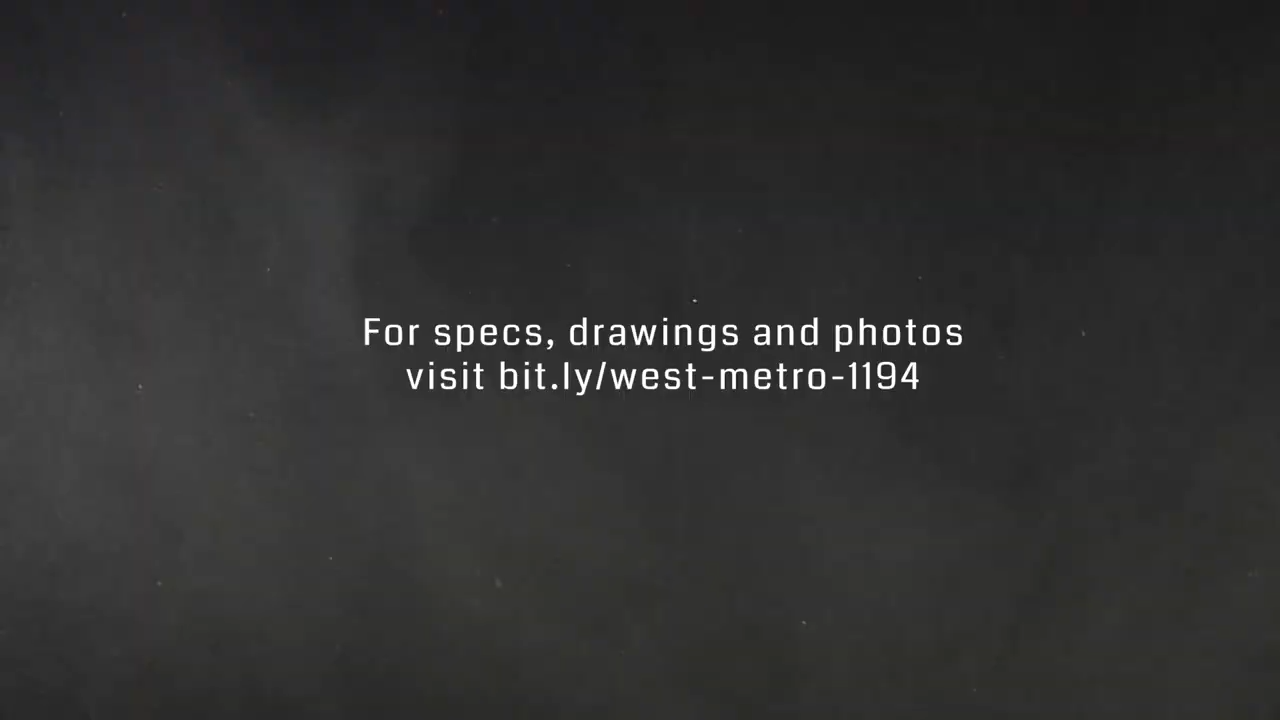 For specs, drawings and photos
visit bit.ly/west-metro-1194